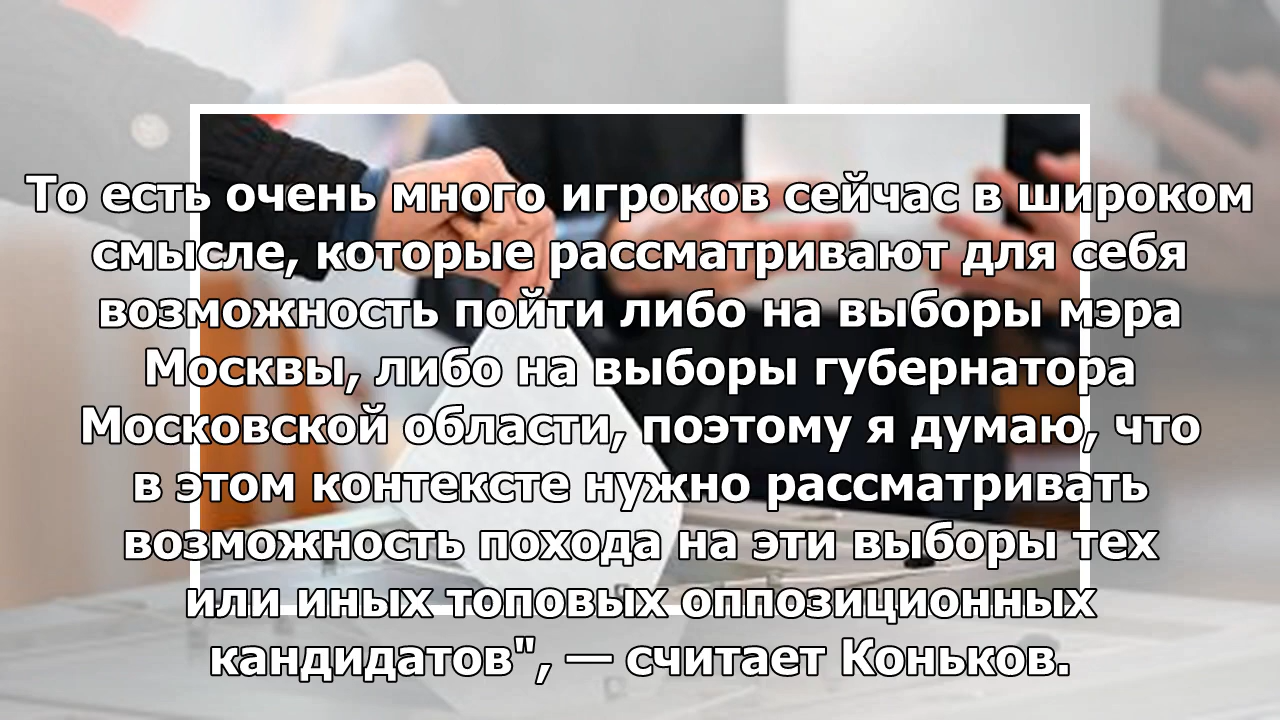 То есть очень много игроков сейчас в широком
смысле, которые рассматривают для себя
возможность пойти либо на выборы мэра
Москвы, либо на выборы губернатора
Московской области, поэтому я думаю, что
в этом контексте нужно рассматривать
возможность похода на эти выборы тех
или иных топовых оппозиционных
кандидатов", — считает Коньков.